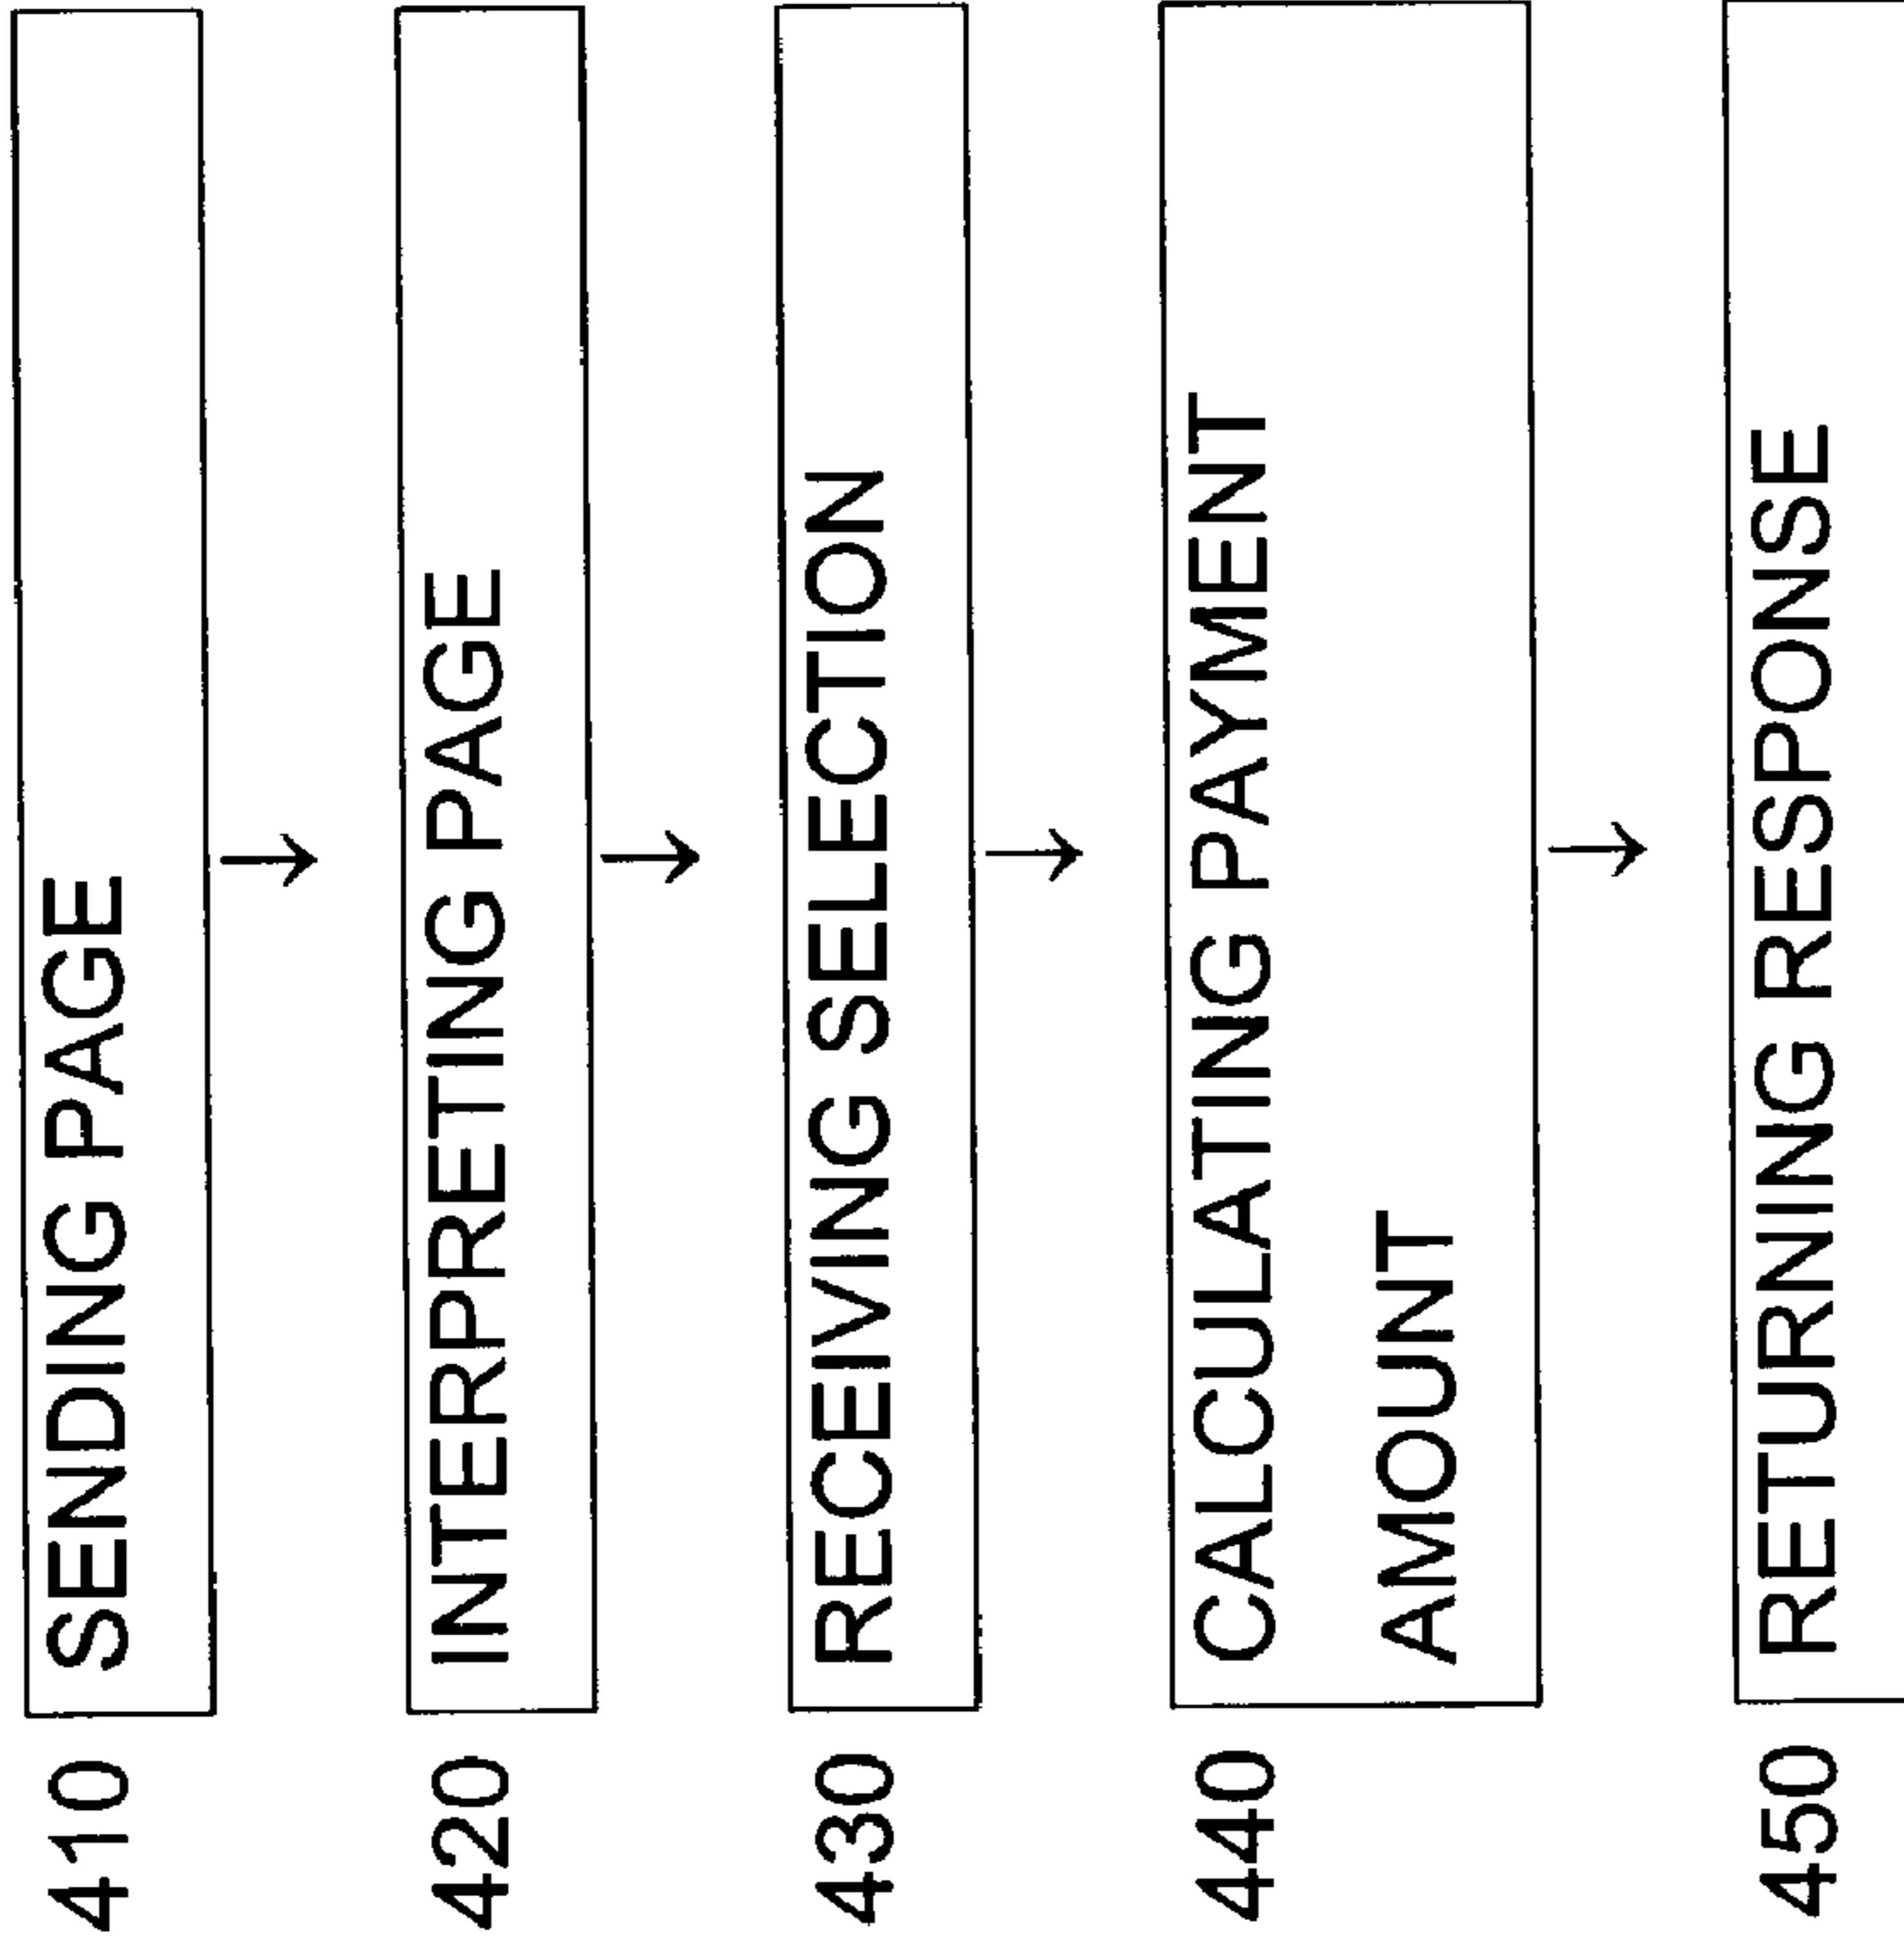 410 SENDING PAGE
420 INTERPRETING PAGE
430 RECEIVING SELECTION
440 CALCULATING PAYMENT
AMOUNT
450 RETURNING RESPONSE